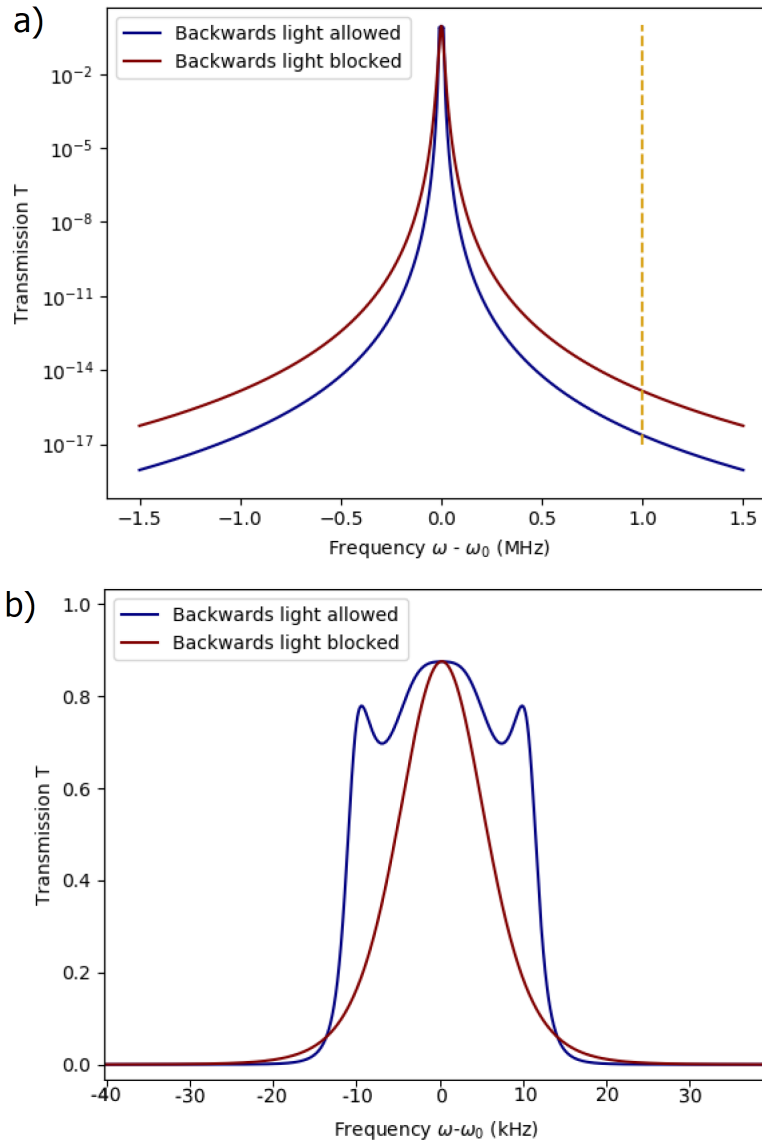 a)
Backwards light allowed
Backwards light blocked
10⁻²
10⁻⁵
10⁻⁸
10⁻¹¹
10⁻¹⁴
10⁻¹⁷
Transmission T
−1.5 −1.0 −0.5 0.0 0.5 1.0 1.5
Frequency ω - ω₀ (MHz)
b)
Backwards light allowed
Backwards light blocked
1.0
0.8
0.6
0.4
0.2
0.0
Transmission T
-40 -30 -20 -10 0 10 20 30
Frequency ω-ω₀ (kHz)